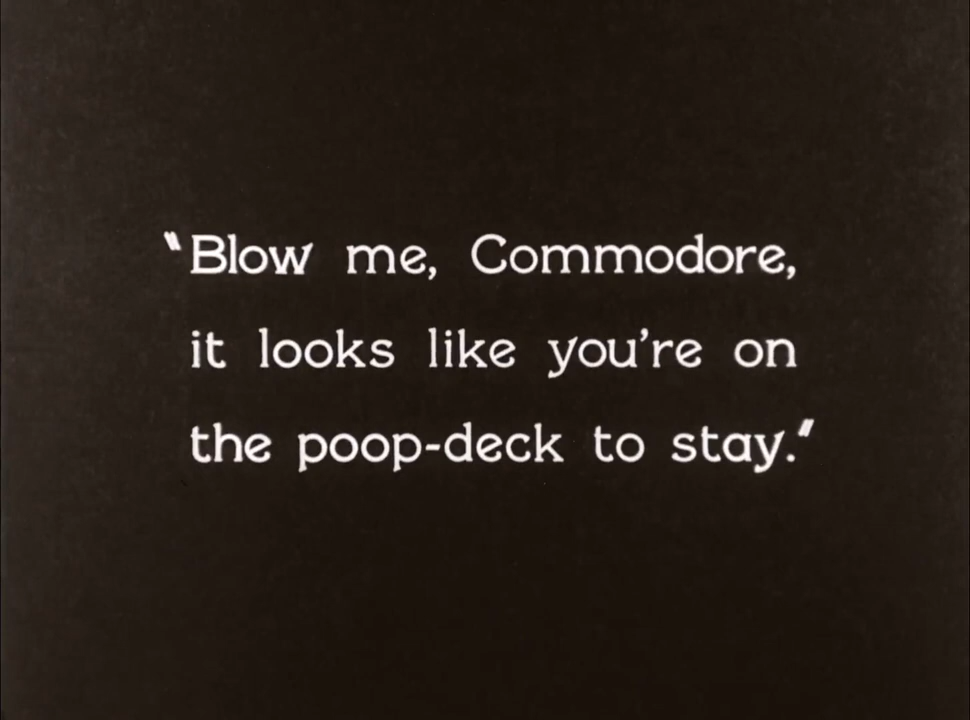 "Blow me, Commodore,
it looks like you're on
the poop-deck to stay."